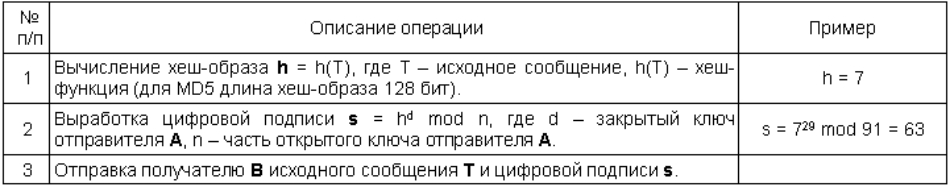 №
п/п
Описание операции
Пример
1
Вычисление хеш-образа h = h(T), где T – исходное сообщение, h(T) – хеш-
функция (для MD5 длина хеш-образа 128 бит).
h = 7
2
Выработка цифровой подписи s = hᵈ mod n, где d – закрытый ключ
отправителя A, n – часть открытого ключа отправителя A.
s = 7²⁹ mod 91 = 63
3
Отправка получателю B исходного сообщения T и цифровой подписи s.